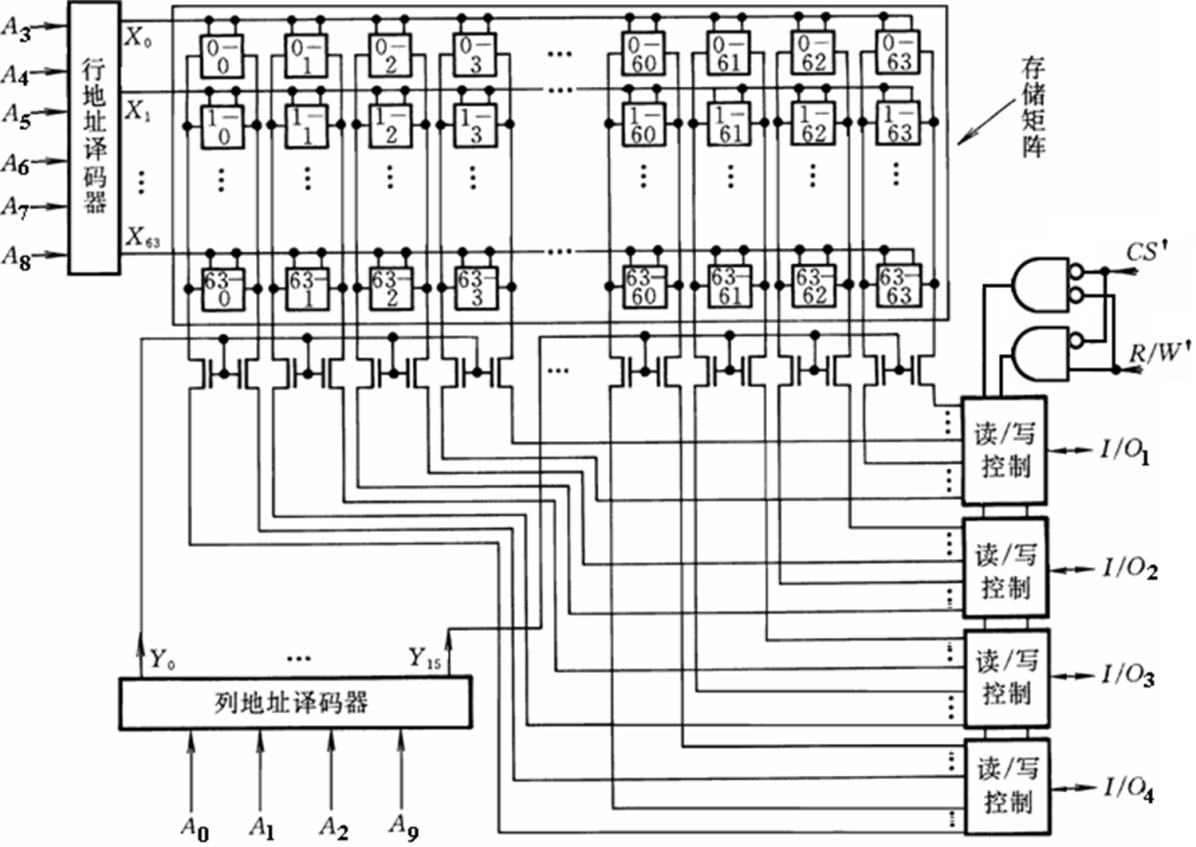 A3
A4
A5
A6
A7
A8
行地址译码器
X0
X1
⋮
X63
0—0 0—1 0—2 0—3 … 0—60 0—61 0—62 0—63
1—0 1—1 1—2 1—3 … 1—60 1—61 1—62 1—63
63—0 63—1 63—2 63—3 … 63—60 63—61 63—62 63—63
存储矩阵
CS'
R/W'
读/写控制
I/O1
读/写控制
I/O2
读/写控制
I/O3
读/写控制
I/O4
Y0 … Y15
列地址译码器
A0 A1 A2 A9